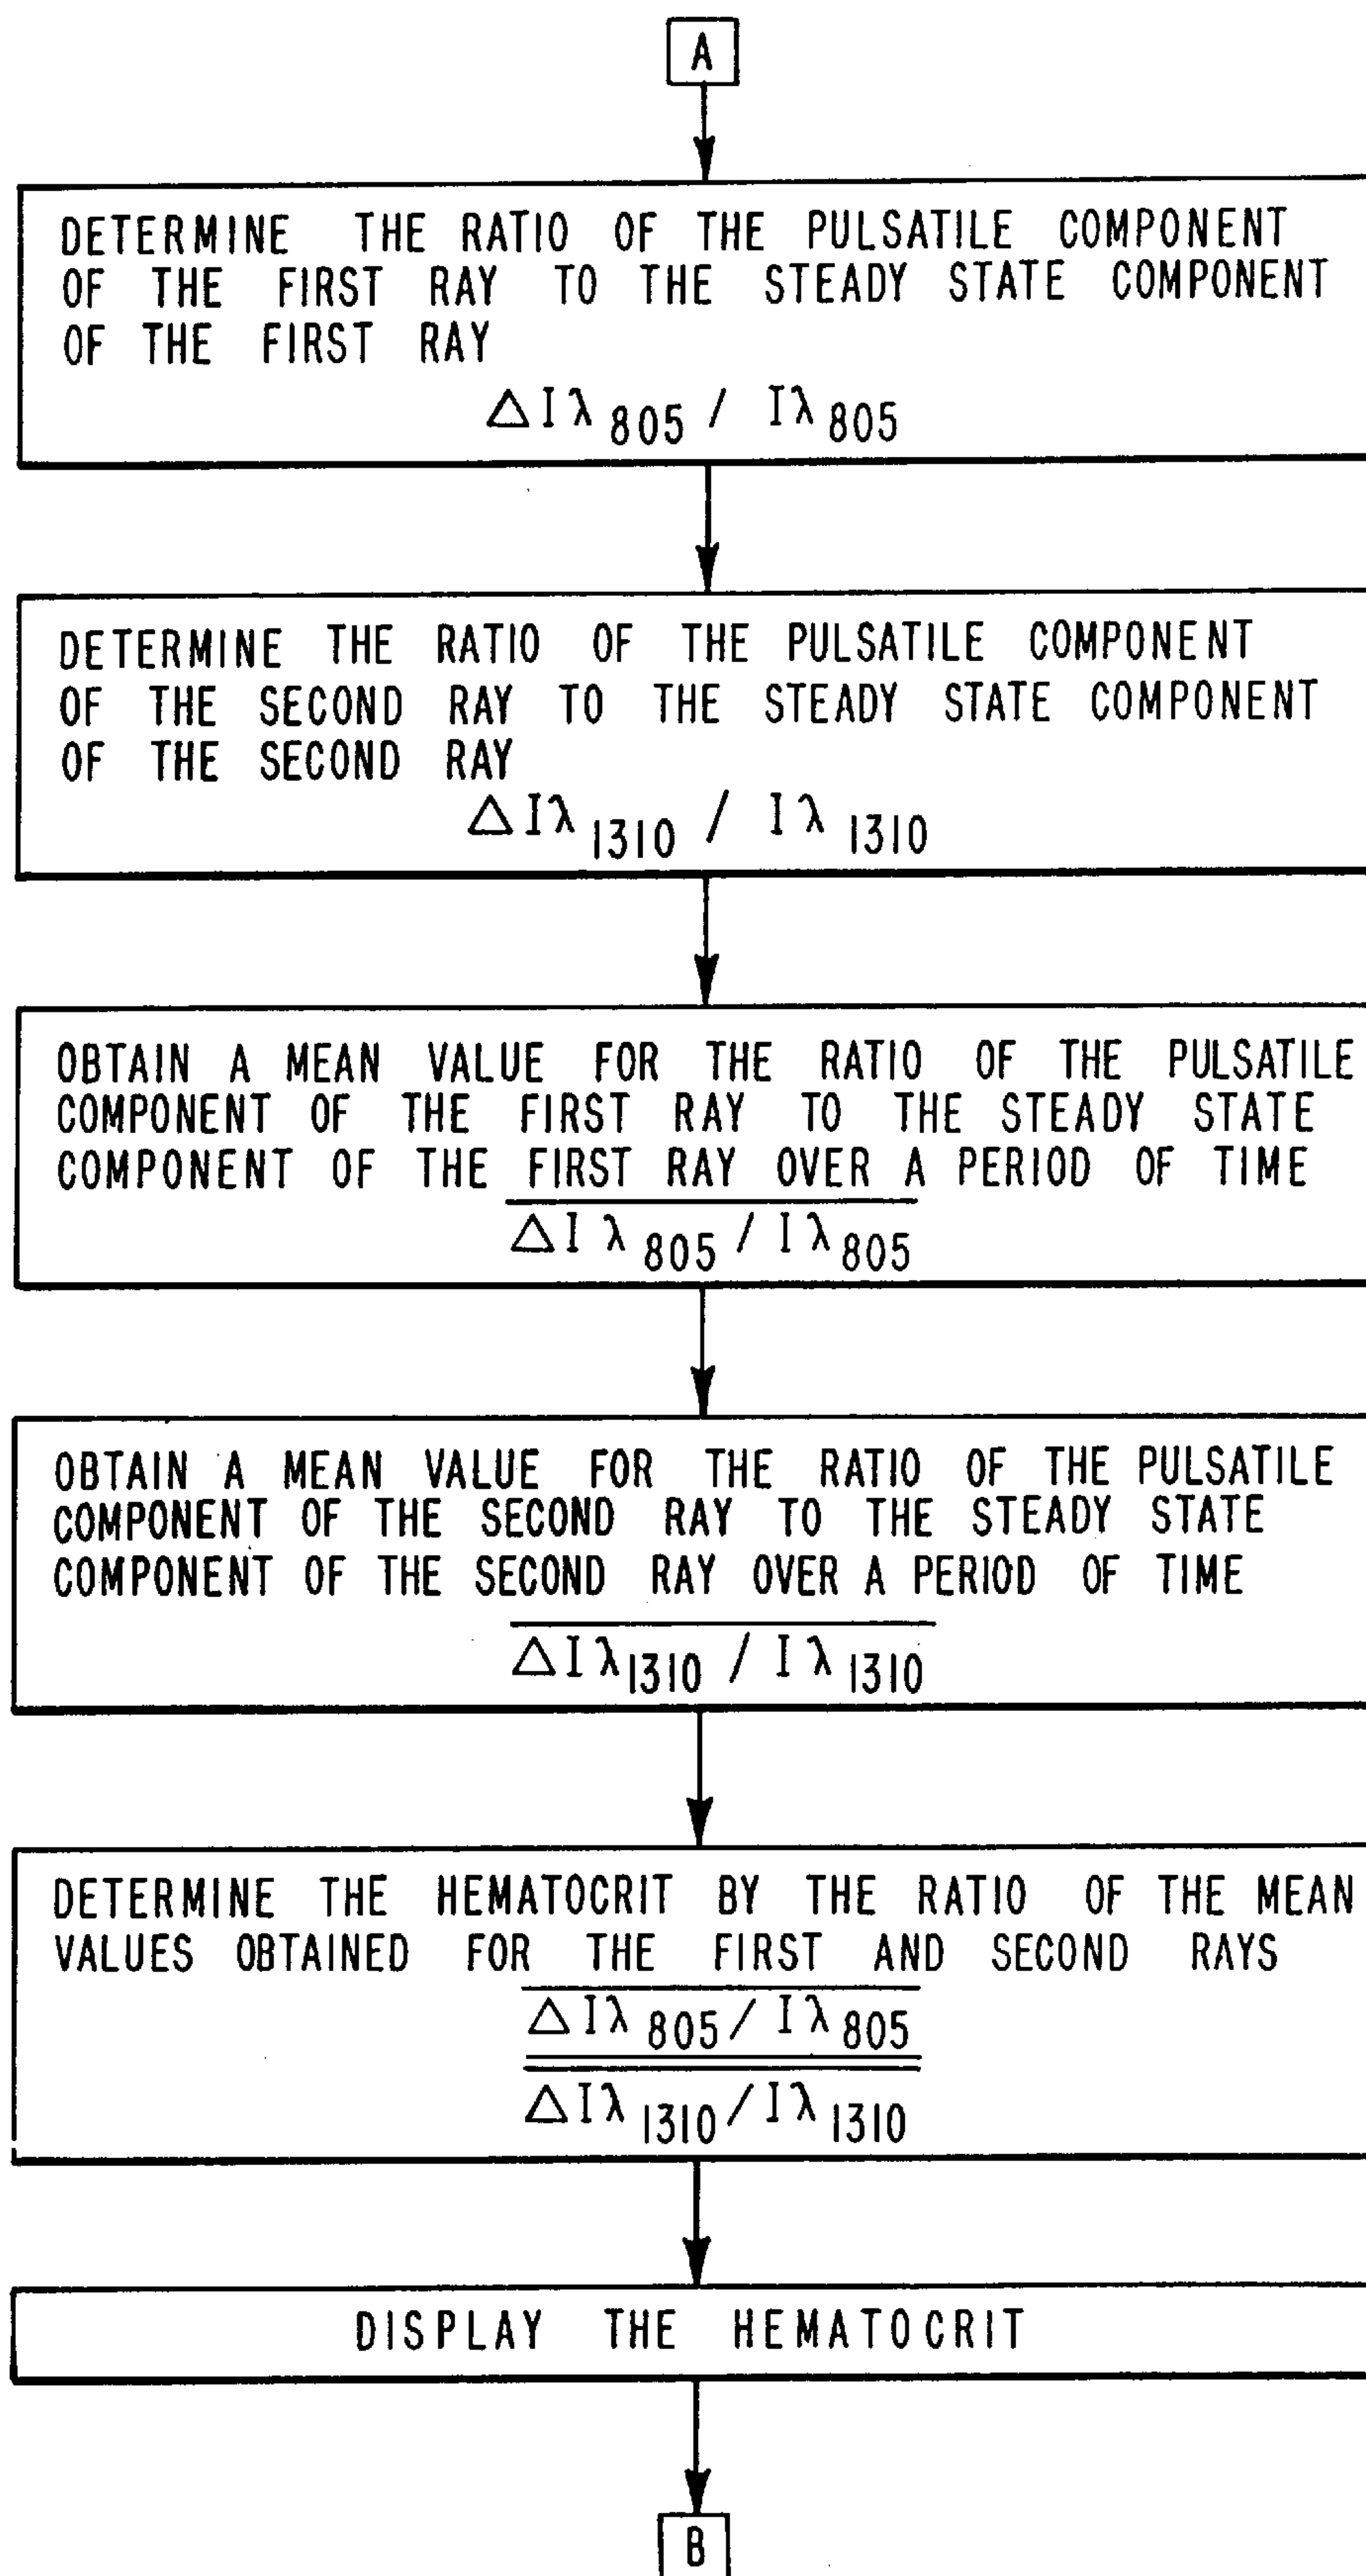 A
DETERMINE THE RATIO OF THE PULSATILE COMPONENT
OF THE FIRST RAY TO THE STEADY STATE COMPONENT
OF THE FIRST RAY
△Iλ805 / Iλ805
DETERMINE THE RATIO OF THE PULSATILE COMPONENT
OF THE SECOND RAY TO THE STEADY STATE COMPONENT
OF THE SECOND RAY
△Iλ1310 / Iλ1310
OBTAIN A MEAN VALUE FOR THE RATIO OF THE PULSATILE
COMPONENT OF THE FIRST RAY TO THE STEADY STATE
COMPONENT OF THE FIRST RAY OVER A PERIOD OF TIME
△Iλ805 / Iλ805
OBTAIN A MEAN VALUE FOR THE RATIO OF THE PULSATILE
COMPONENT OF THE SECOND RAY TO THE STEADY STATE
COMPONENT OF THE SECOND RAY OVER A PERIOD OF TIME
△Iλ1310 / Iλ1310
DETERMINE THE HEMATOCRIT BY THE RATIO OF THE MEAN
VALUES OBTAINED FOR THE FIRST AND SECOND RAYS
△Iλ805 / Iλ805
△Iλ1310 / Iλ1310
DISPLAY THE HEMATOCRIT
B